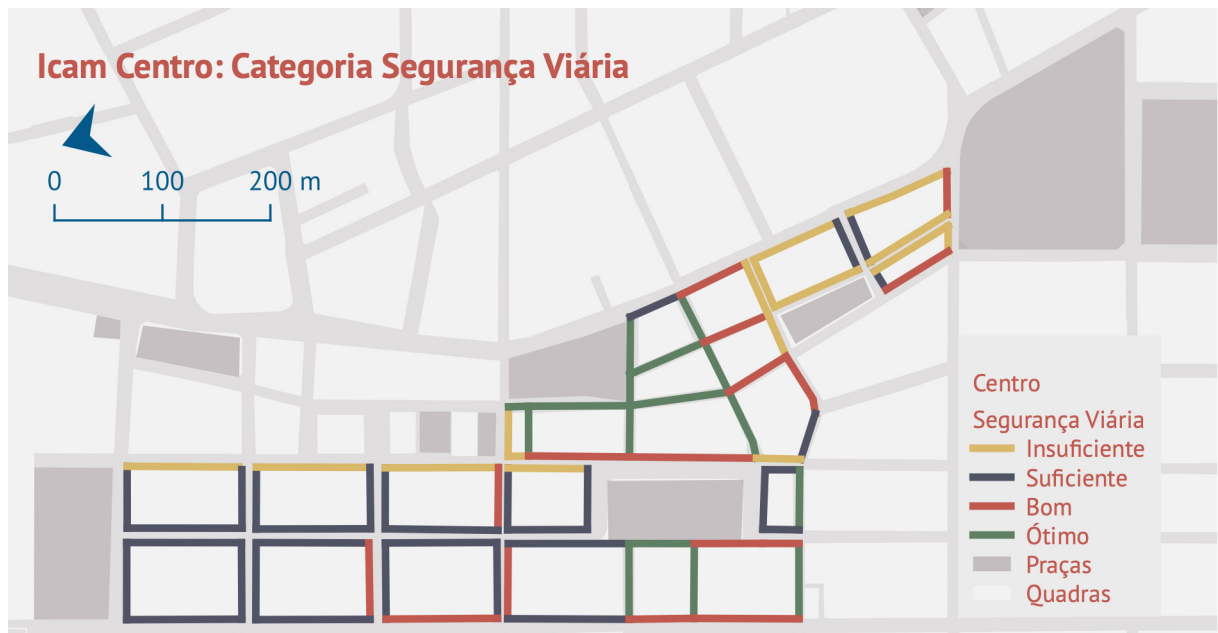 Icam Centro: Categoria Segurança Viária
0 100 200 m
Centro
Segurança Viária
Insuficiente
Suficiente
Bom
Ótimo
Praças
Quadras